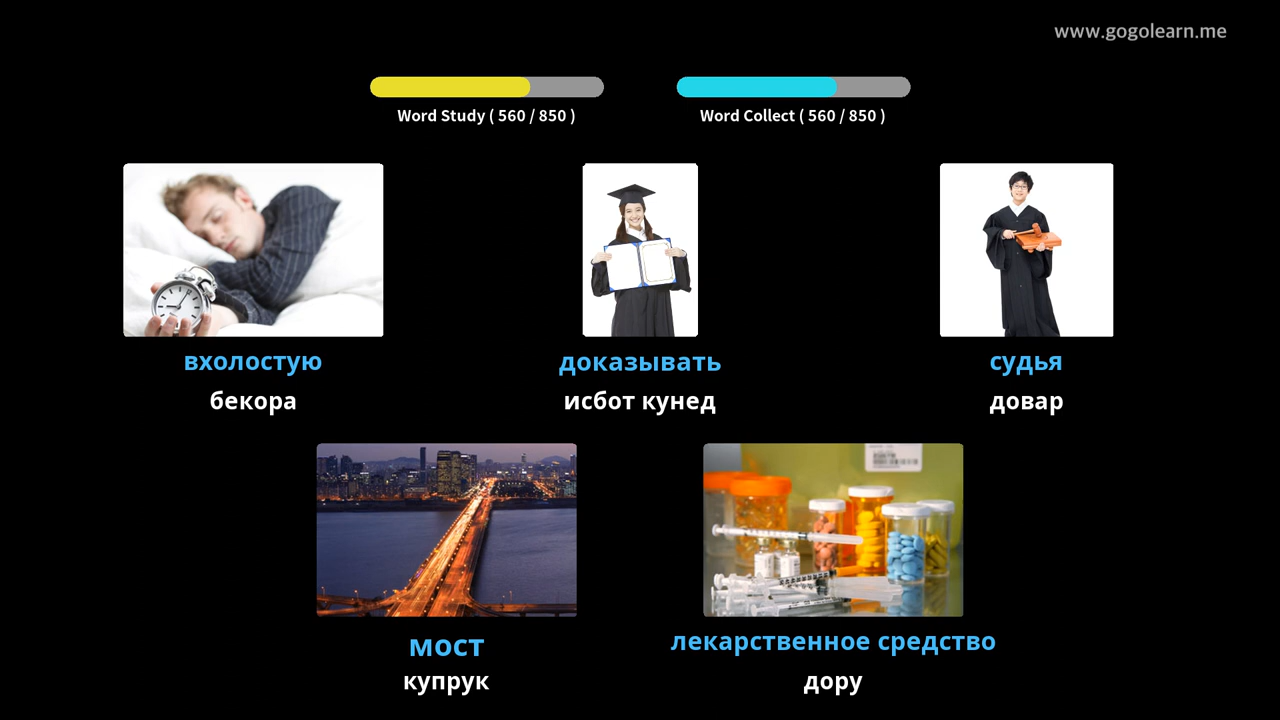 www.gogolearn.me
Word Study ( 560 / 850 )
Word Collect ( 560 / 850 )
вхолостую
бекора
доказывать
исбот кунед
судья
довар
мост
купрук
лекарственное средство
дору